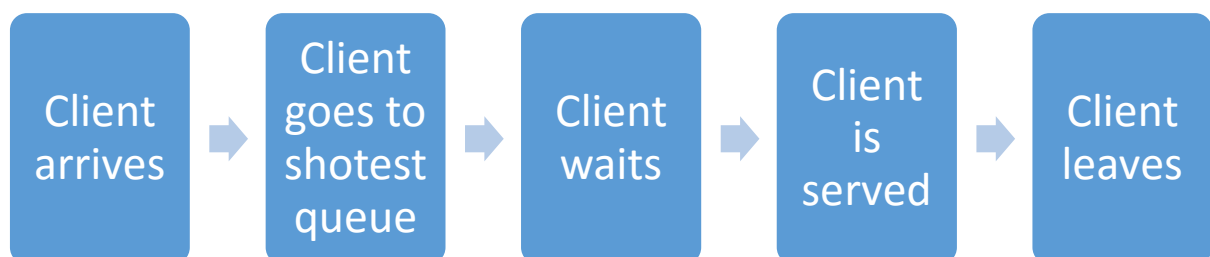 Client
arrives
Client
goes to
shotest
queue
Client
waits
Client
is
served
Client
leaves